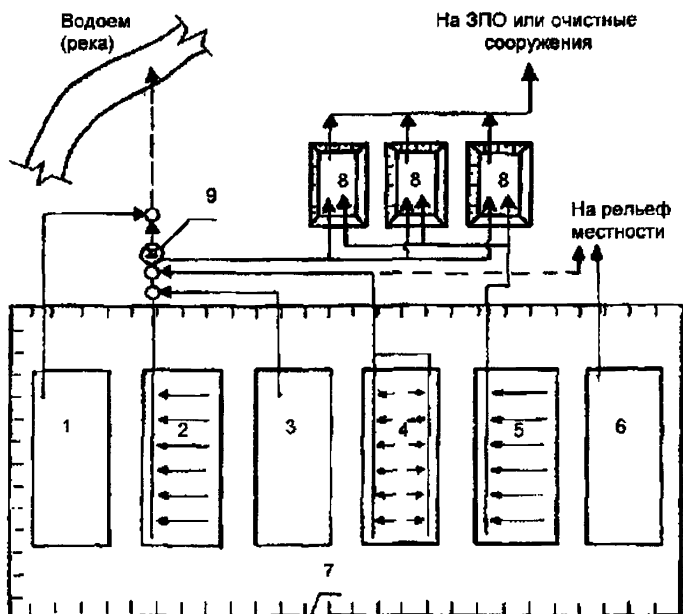 Водоем
(река)
На ЗПО или очистные
сооружения
9
8
8
8
На рельеф
местности
1
2
3
4
5
6
7